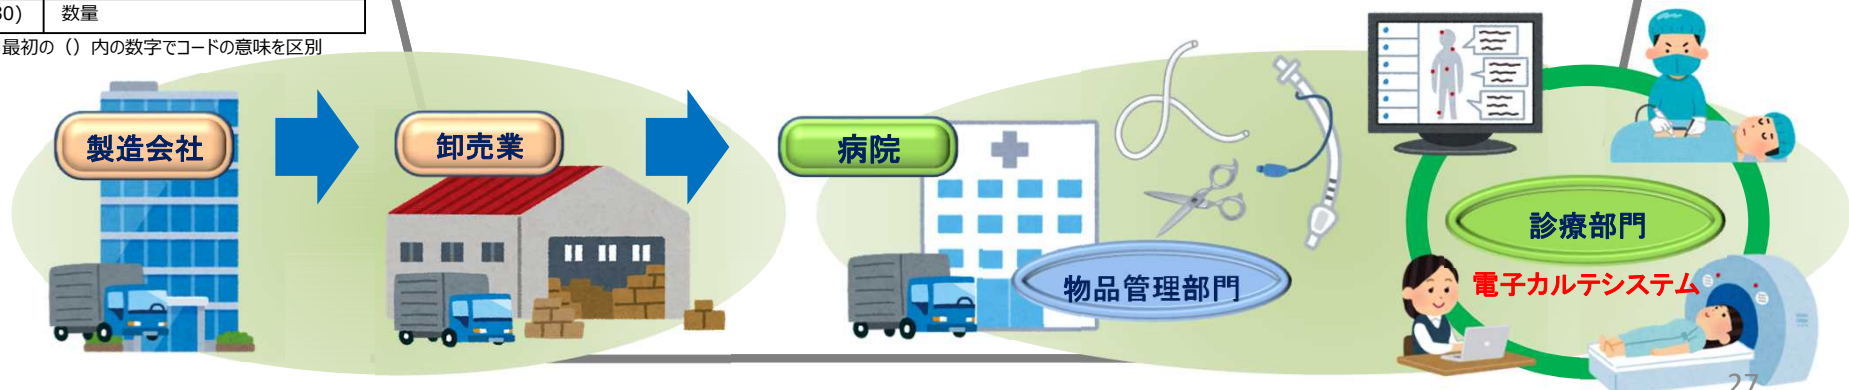 0) 数量
最初の（）内の数字でコードの意味を区別
製造会社
卸売業
病院
物品管理部門
診療部門
電子カルテシステム
27